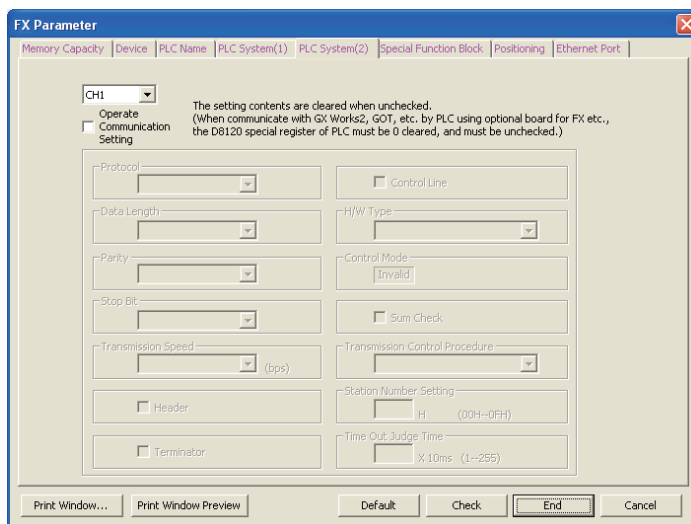 FX Parameter
Memory Capacity Device PLC Name PLC System(1) PLC System(2) Special Function Block Positioning Ethernet Port
CH1
Operate
Communication
Setting
The setting contents are cleared when unchecked.
(When communicate with GX Works2, GOT, etc. by PLC using optional board for FX etc.,
the D8120 special register of PLC must be 0 cleared, and must be unchecked.)
Protocol
Control Line
Data Length
H/W Type
Parity
Control Mode
Invalid
Stop Bit
Sum Check
Transmission Speed
(bps)
Transmission Control Procedure
Header
Station Number Setting
H (00H--0FH)
Terminator
Time Out Judge Time
X 10ms (1--255)
Print Window... Print Window Preview Default Check End Cancel